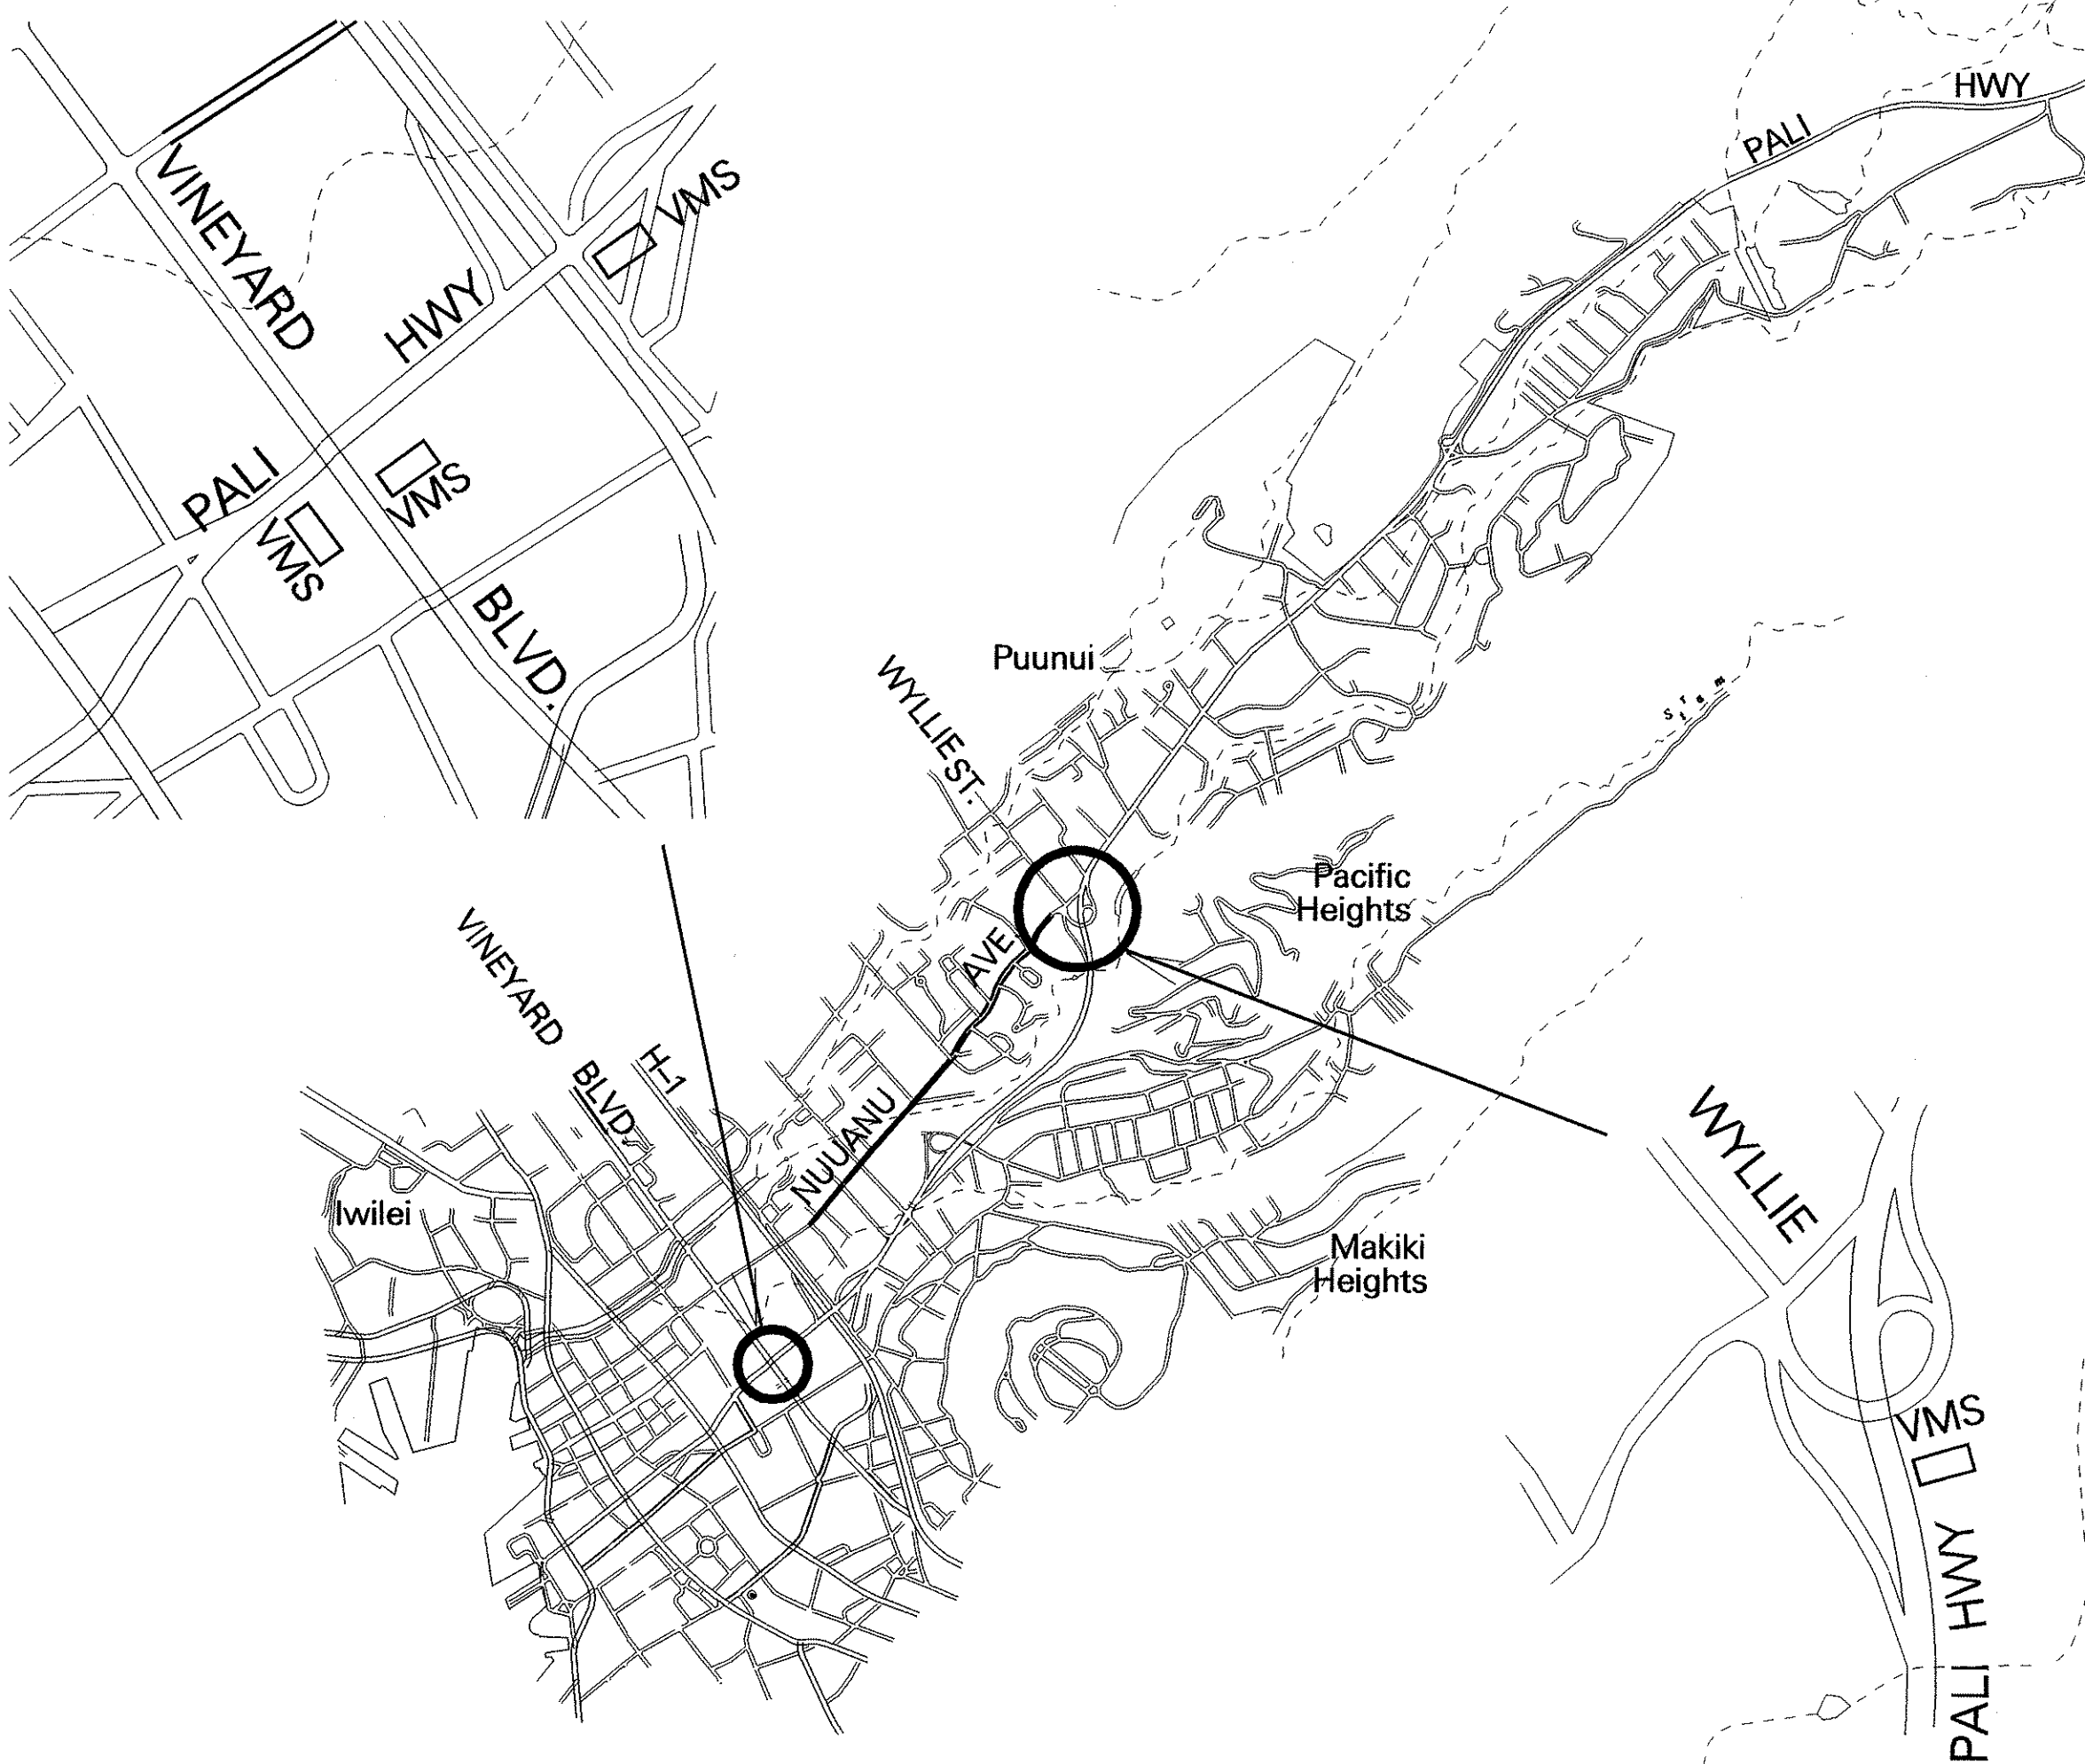 HWY
PALI
VINEYARD
VMS
HWY
PALI
VMS
VMS
BLVD.
Puunui
WYLLIE ST.
Pacific
Heights
VINEYARD
BLVD.
H-1
AVE
NUUANU
Iwilei
Makiki
Heights
WYLLIE
VMS
PALI HWY